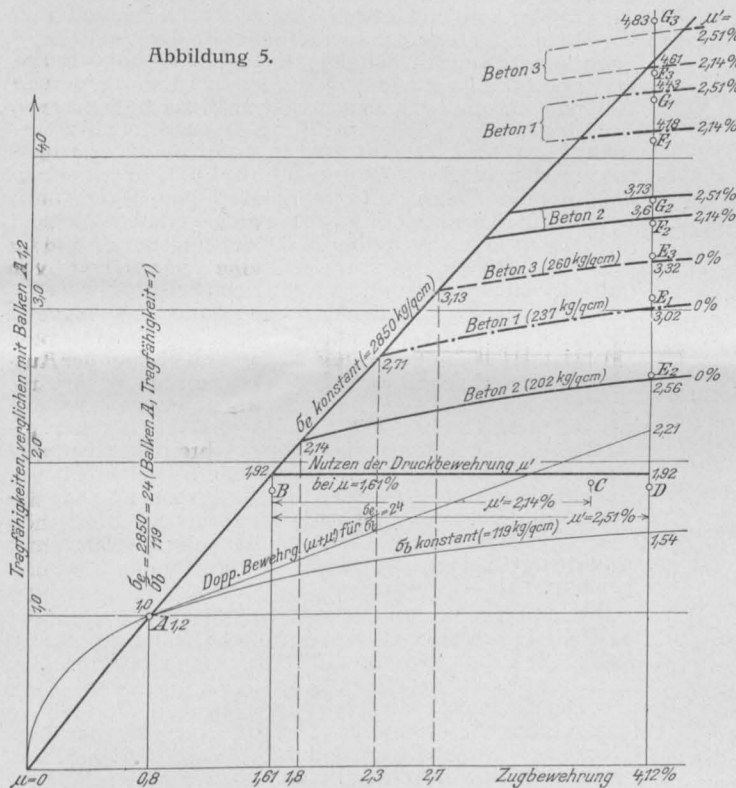 Abbildung 5.
4,83 G3
μ'=
2,51%
Beton 3
4,61
2,14%
F3
4,43
2,51%
G1
Beton 1
4,18
2,14%
F1
4,0
3,73
2,51%
G2
Beton 2
3,6
2,14%
F2
E3
Beton 3 (260 kg/qcm)
3,32
0%
3,13
3,0
E1
Beton 1 (237 kg/qcm)
3,02
0%
2,71
E2
Beton 2 (202 kg/qcm)
2,56
0%
2,14
2,21
2,0
Tragfähigkeiten, verglichen mit Balken A1,2
σe/σb = 2850/119 = 24 (Balken A, Tragfähigkeit=1)
σe konstant (=2850 kg/qcm)
1,92
Nutzen der Druckbewehrung μ'
1,92
B
bei μ=1,61%
C
D
μ'=2,14%
μ'=2,51%
Dopp. Bewehrg. (μ+μ') für σe/σb=24
σb konstant (=119 kg/qcm)
1,54
1,0
1,0
A1,2
μ=0
0,8
1,61
1,8
2,3
2,7
Zugbewehrung
4,12%